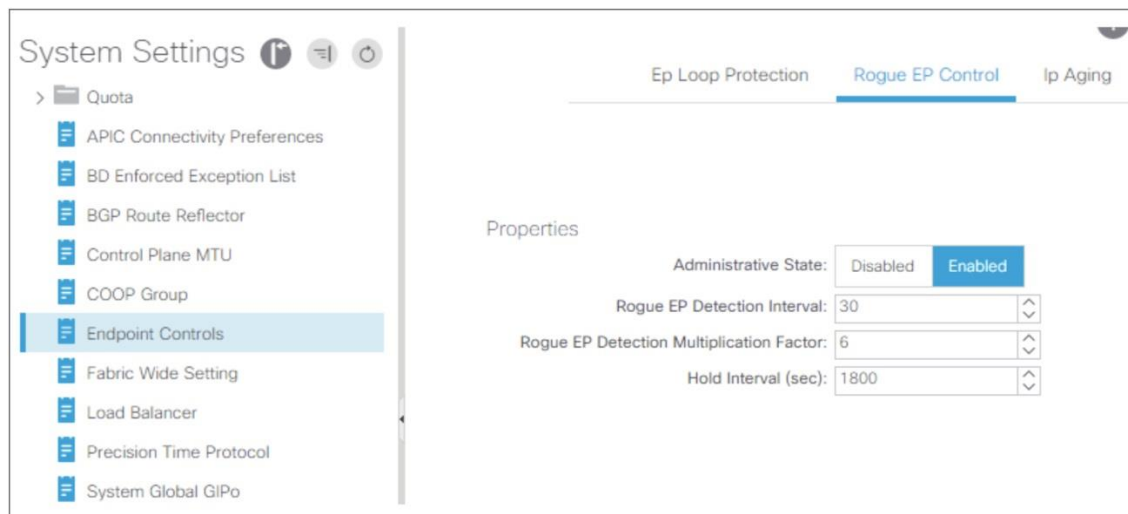 System Settings
Quota
APIC Connectivity Preferences
BD Enforced Exception List
BGP Route Reflector
Control Plane MTU
COOP Group
Endpoint Controls
Fabric Wide Setting
Load Balancer
Precision Time Protocol
System Global GIPo
Ep Loop Protection Rogue EP Control Ip Aging
Properties
Administrative State: Disabled Enabled
Rogue EP Detection Interval: 30
Rogue EP Detection Multiplication Factor: 6
Hold Interval (sec): 1800